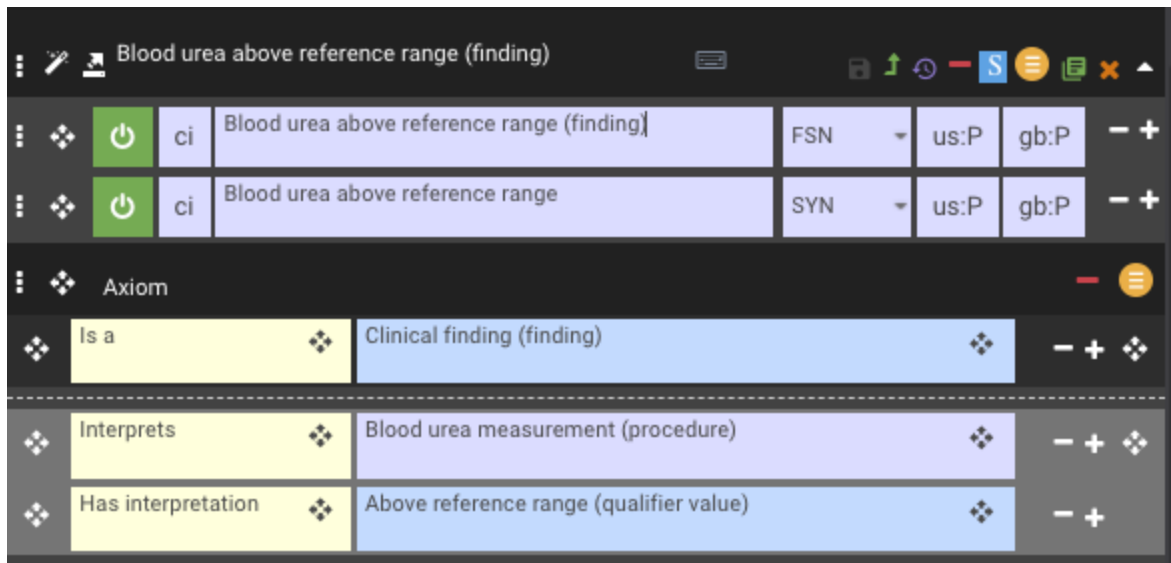 Blood urea above reference range (finding)
S
ci Blood urea above reference range (finding) FSN us:P gb:P
ci Blood urea above reference range SYN us:P gb:P
Axiom
Is a Clinical finding (finding)
Interprets Blood urea measurement (procedure)
Has interpretation Above reference range (qualifier value)